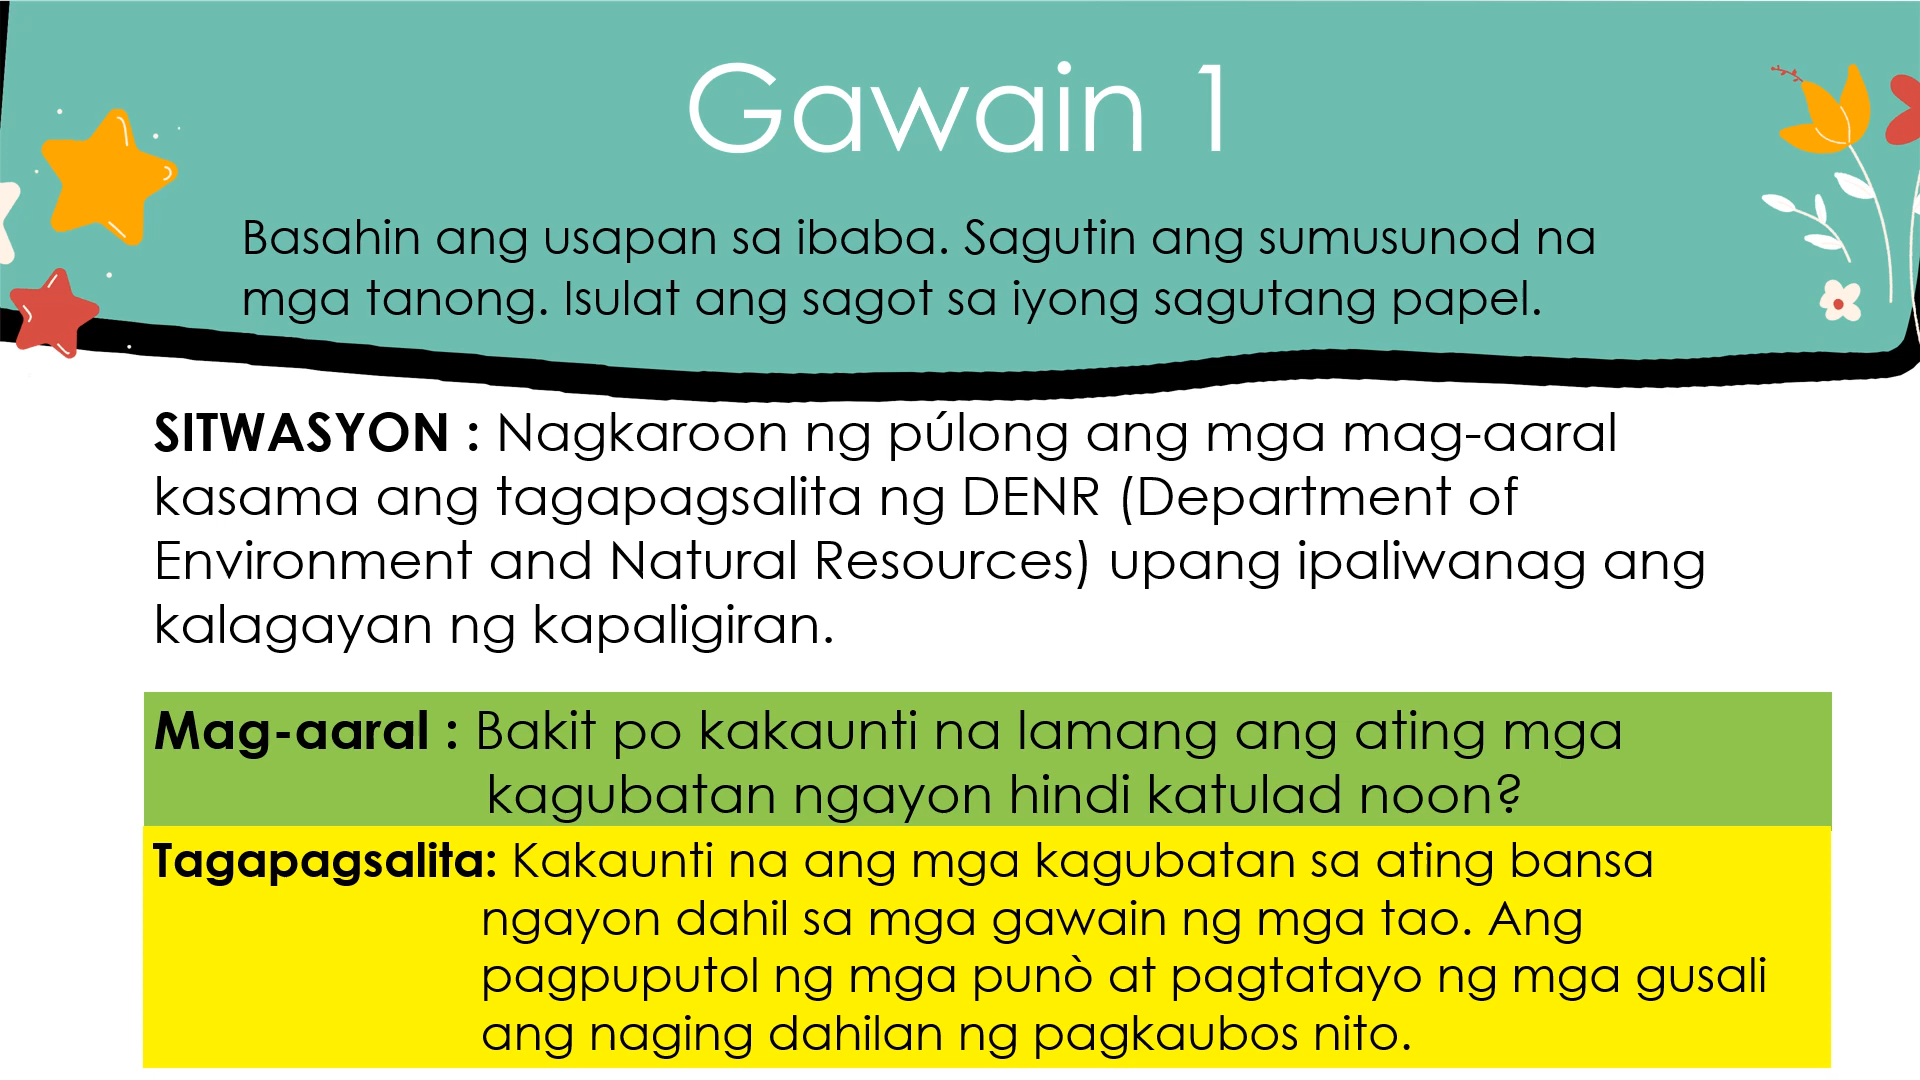 Gawain 1
Basahin ang usapan sa ibaba. Sagutin ang sumusunod na
mga tanong. Isulat ang sagot sa iyong sagutang papel.
SITWASYON : Nagkaroon ng púlong ang mga mag-aaral
kasama ang tagapagsalita ng DENR (Department of
Environment and Natural Resources) upang ipaliwanag ang
kalagayan ng kapaligiran.
Mag-aaral : Bakit po kakaunti na lamang ang ating mga
kagubatan ngayon hindi katulad noon?
Tagapagsalita: Kakaunti na ang mga kagubatan sa ating bansa
ngayon dahil sa mga gawain ng mga tao. Ang
pagpuputol ng mga punò at pagtatayo ng mga gusali
ang naging dahilan ng pagkaubos nito.